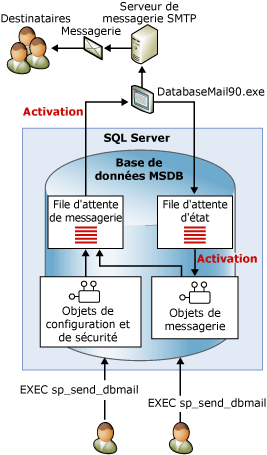 Serveur de
messagerie SMTP
Destinataires
Messagerie
DatabaseMail90.exe
Activation
SQL Server
Base de
données MSDB
File d'attente
de messagerie
File d'attente
d'état
Activation
Objets de
configuration et
de sécurité
Objets de
messagerie
EXEC sp_send_dbmail
EXEC sp_send_dbmail